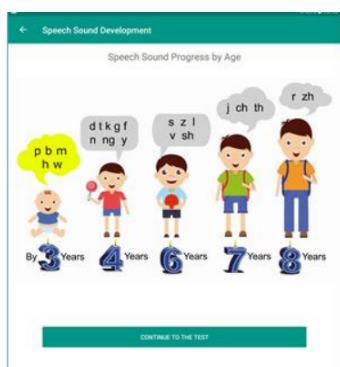 Speech Sound Development
Speech Sound Progress by Age
p b m
h w
d t k g f
n ng y
s z l
v sh
j ch th
r zh
By 3 Years 4 Years 6 Years 7 Years 8 Years
CONTINUE TO THE TEST